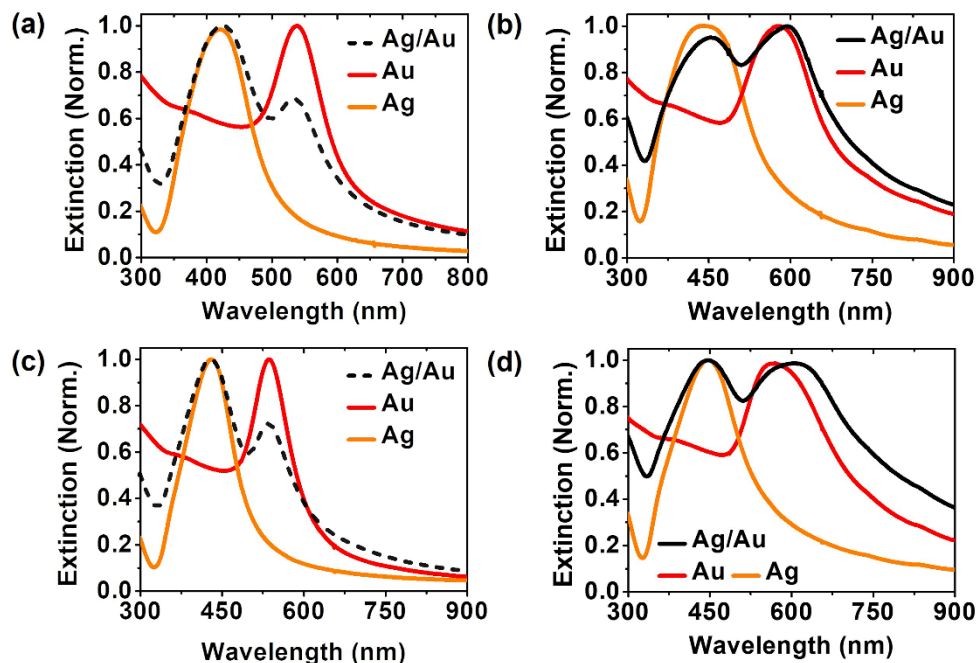 (a)
Extinction (Norm.)
1.0
0.8
0.6
0.4
0.2
0.0
Ag/Au
Au
Ag
300 400 500 600 700 800
Wavelength (nm)
(b)
Extinction (Norm.)
1.0
0.8
0.6
0.4
0.2
0.0
Ag/Au
Au
Ag
300 450 600 750 900
Wavelength (nm)
(c)
Extinction (Norm.)
1.0
0.8
0.6
0.4
0.2
0.0
Ag/Au
Au
Ag
300 450 600 750 900
Wavelength (nm)
(d)
Extinction (Norm.)
1.0
0.8
0.6
0.4
0.2
0.0
Ag/Au
Au Ag
300 450 600 750 900
Wavelength (nm)